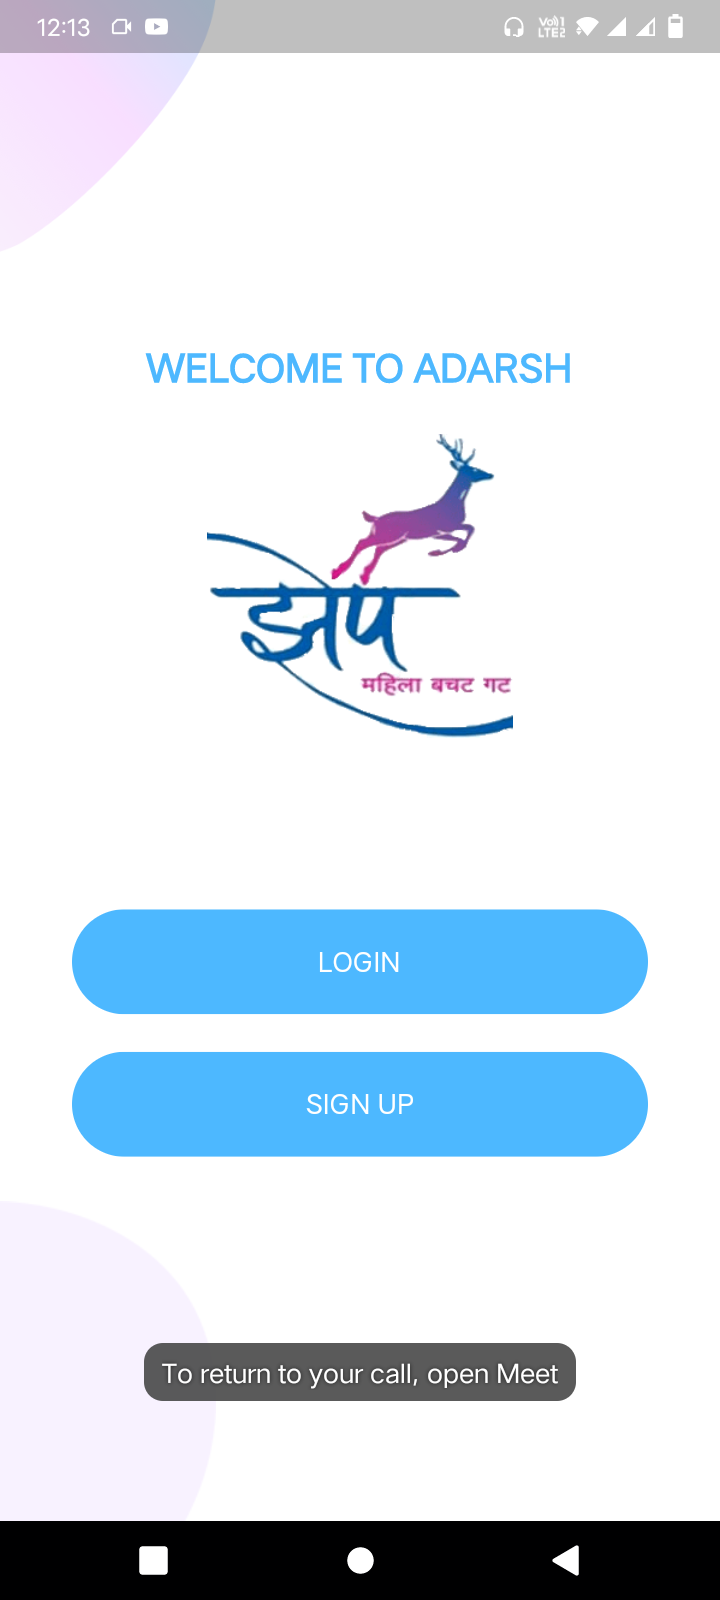 12:13
Vo)) 1
LTE2
WELCOME TO ADARSH
झेप
महिला बचट गट
LOGIN
SIGN UP
To return to your call, open Meet